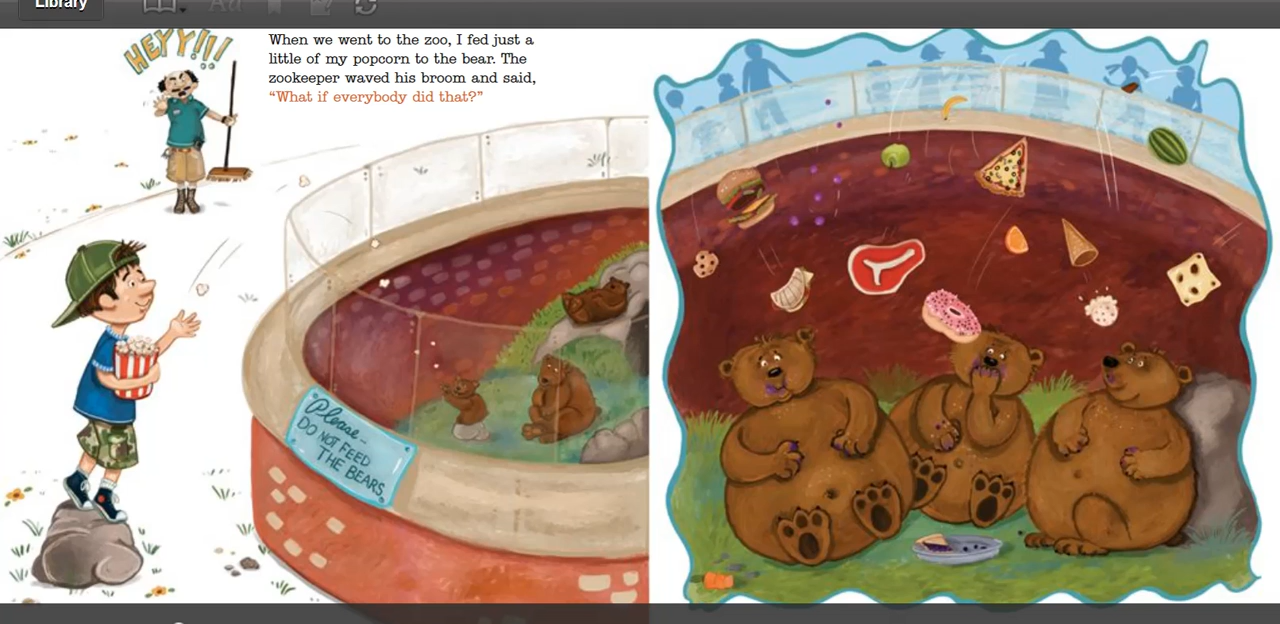 Library
Aa
HEYY!!!
When we went to the zoo, I fed just a
little of my popcorn to the bear. The
zookeeper waved his broom and said,
“What if everybody did that?”
Please –
DO NOT FEED
THE BEARS